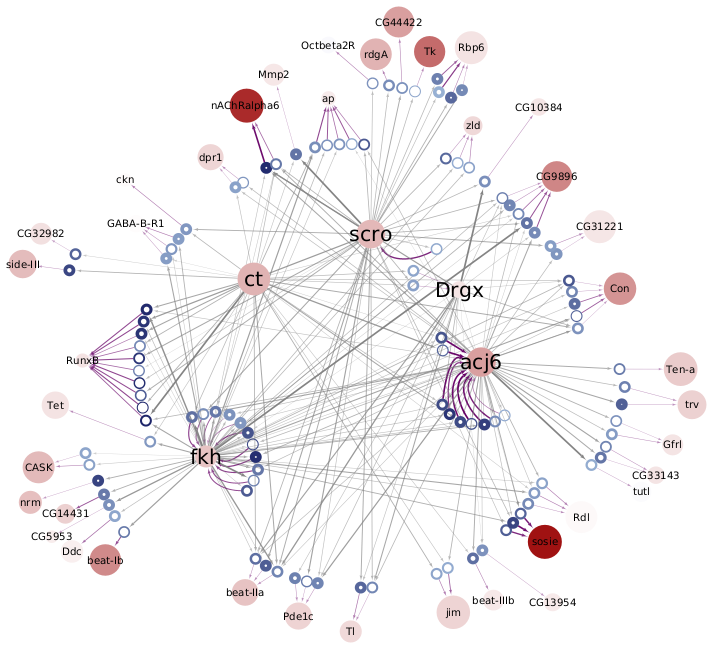 CG44422
Octbeta2R
rdgA
Tk
Rbp6
Mmp2
nAChRalpha6
ap
CG10384
zld
dpr1
CG9896
ckn
GABA-B-R1
CG31221
CG32982
scro
side-III
ct
Drgx
Con
RunxB
acj6
Ten-a
Tet
trv
Gfrl
fkh
CASK
CG33143
tutl
nrm
CG14431
Rdl
CG5953
sosie
Ddc
beat-Ib
beat-IIa
beat-IIIb
CG13954
Pde1c
jim